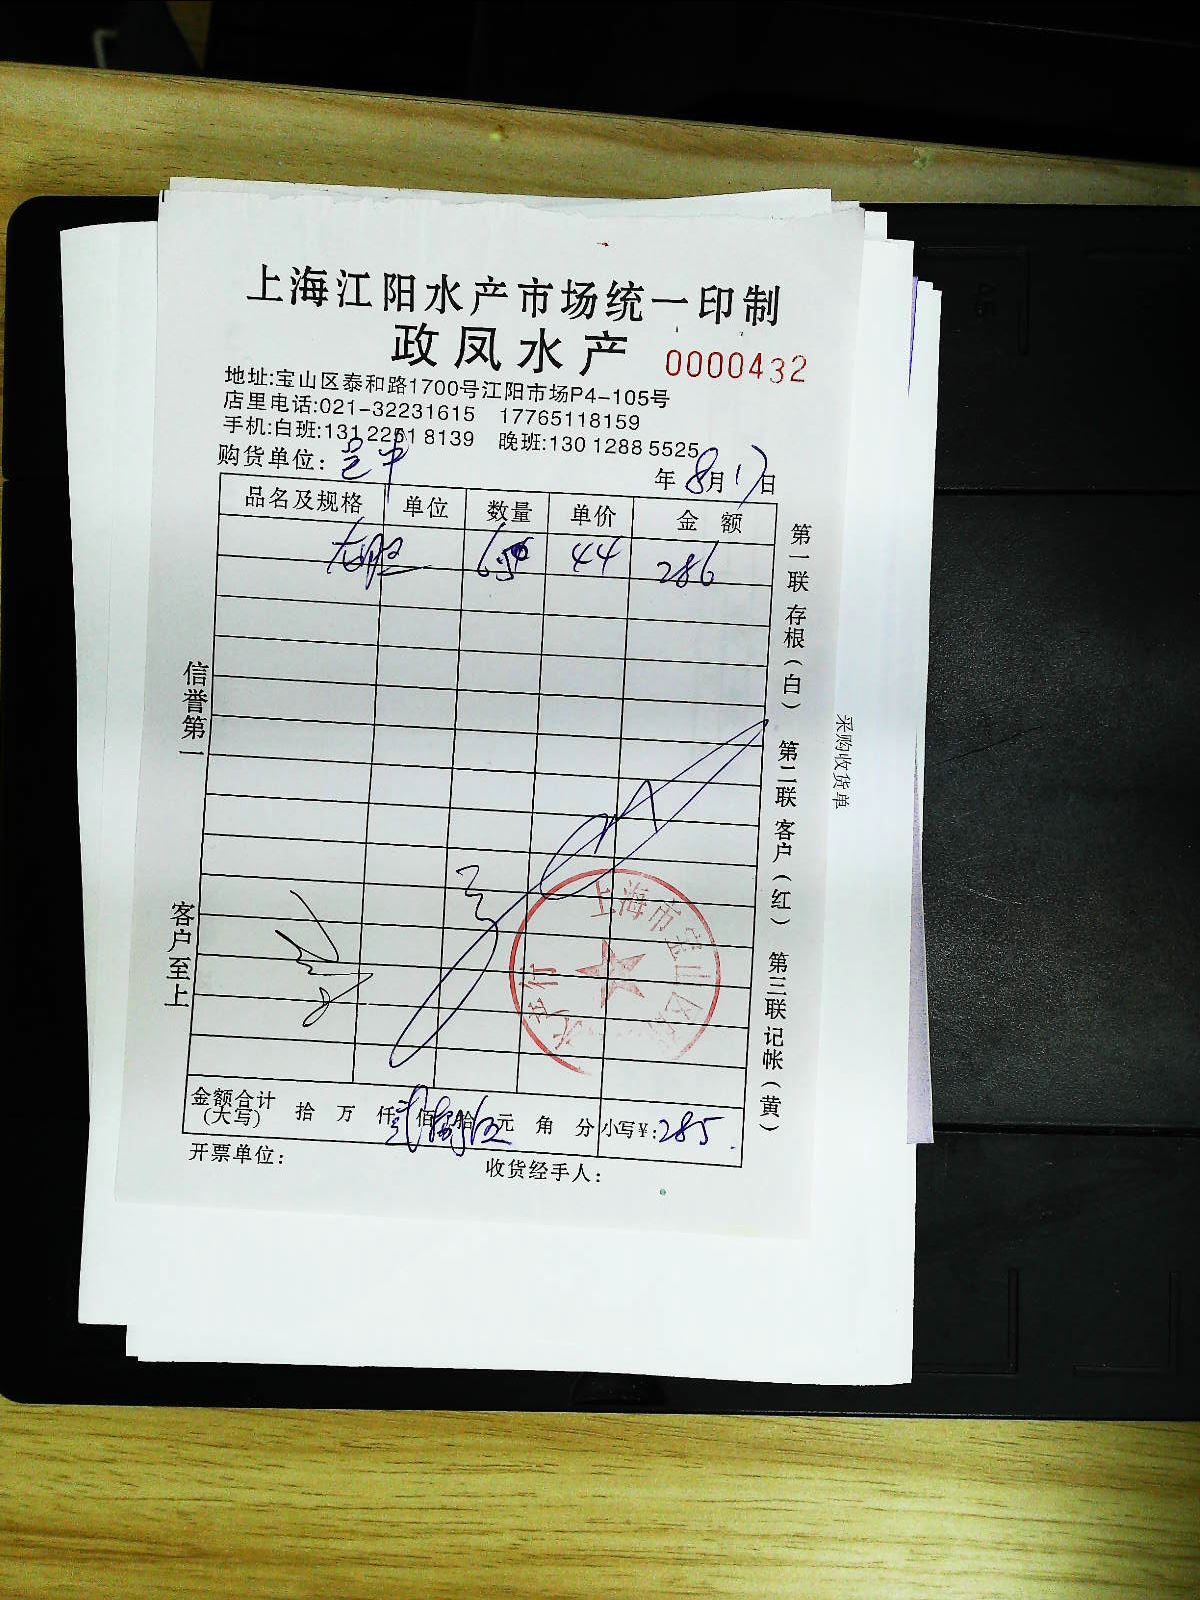 上海江阳水产市场统一印制
政凤水产 0000432
地址:宝山区泰和路1700号江阳市场P4-105号
店里电话:021-32231615 17765118159
手机:白班:131 2251 8139 晚班:130 1288 5525
购货单位:
年 8月17日
品名及规格 单位 数量 单价 金额
44 286
信誉第一
客户至上
第一联 存根(白) 第二联 客户(红) 第三联 记帐(黄)
采购收货单
上海市宝山区
金额合计(大写) 拾 万 仟 佰 拾 元 角 分 小写¥:285.
开票单位: 收货经手人: